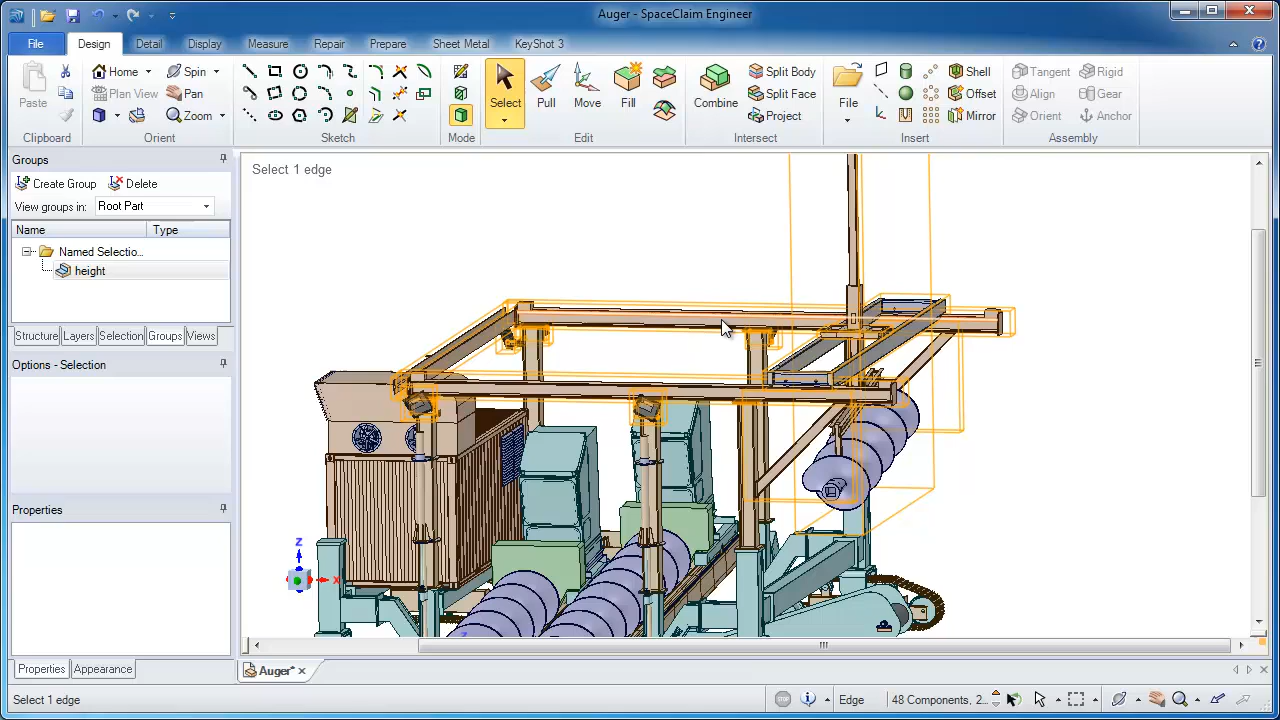 Auger - SpaceClaim Engineer
File Design Detail Display Measure Repair Prepare Sheet Metal KeyShot 3
Home Spin Split Body Shell Tangent Rigid
Plan View Pan Split Face Offset Align Gear
Paste Zoom Select Pull Move Fill Combine Project File Mirror Orient Anchor
Clipboard Orient Sketch Mode Edit Intersect Insert Assembly
Groups
Create Group Delete
View groups in: Root Part
Name Type
Named Selectio...
height
Structure Layers Selection Groups Views
Options - Selection
Properties
Properties Appearance
Select 1 edge
z
x
z
Auger*
Select 1 edge Edge 48 Components, 2...